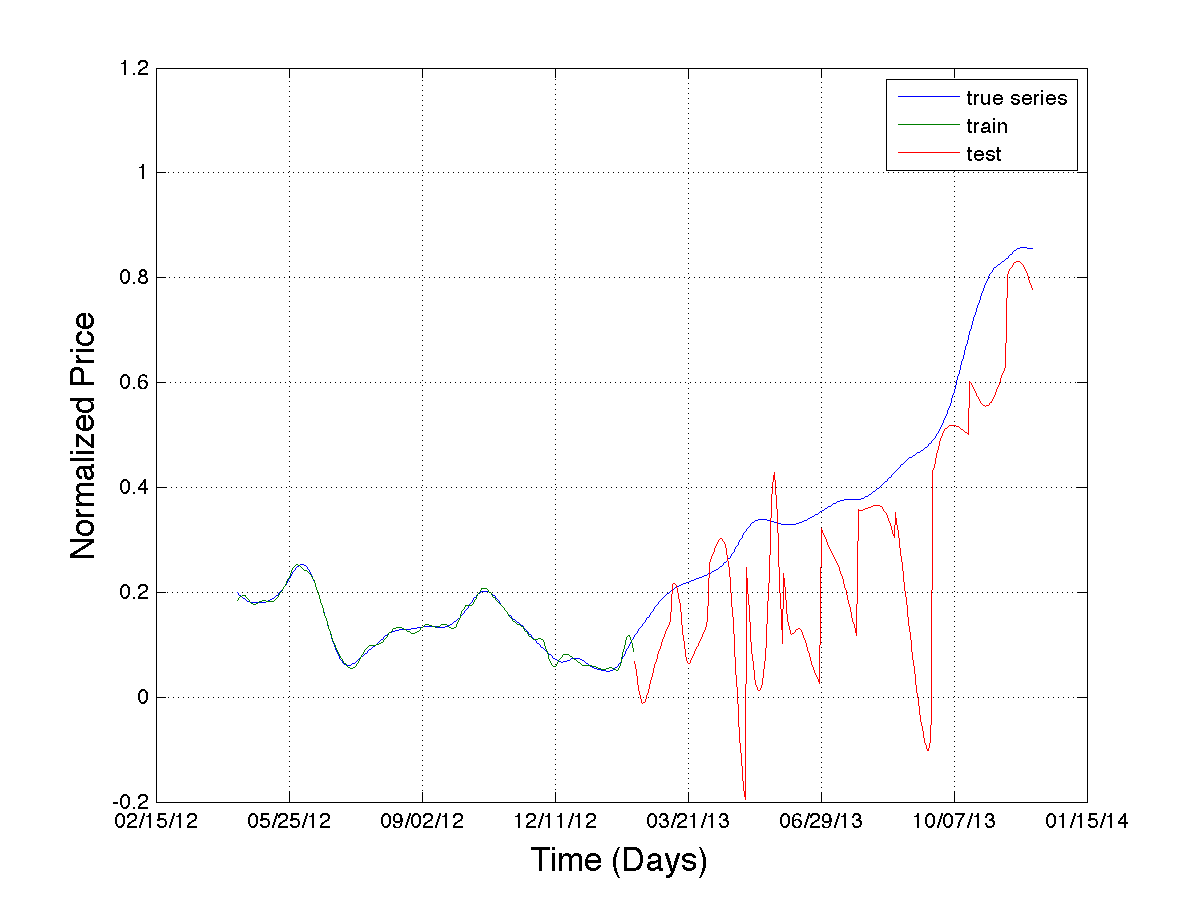 1.2
1
0.8
0.6
0.4
0.2
0
-0.2
Normalized Price
true series
train
test
02/15/12 05/25/12 09/02/12 12/11/12 03/21/13 06/29/13 10/07/13 01/15/14
Time (Days)